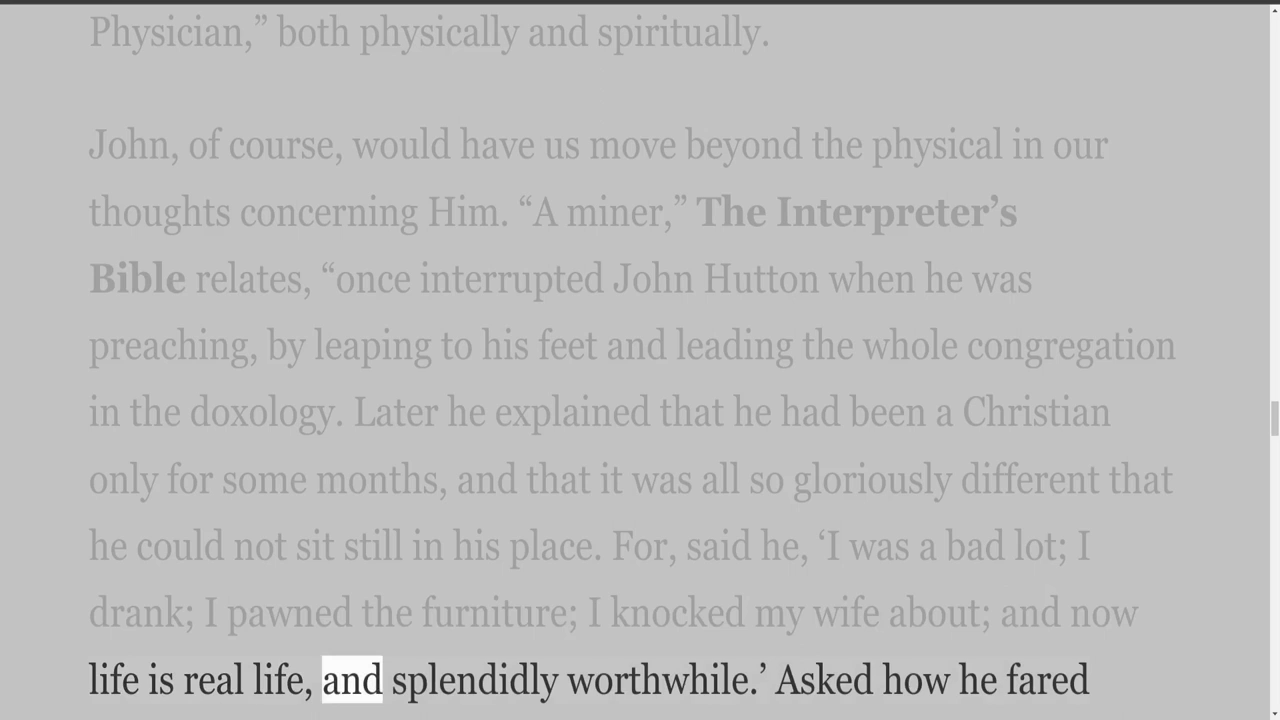 Physician,” both physically and spiritually.
John, of course, would have us move beyond the physical in our
thoughts concerning Him. “A miner,” The Interpreter’s
Bible relates, “once interrupted John Hutton when he was
preaching, by leaping to his feet and leading the whole congregation
in the doxology. Later he explained that he had been a Christian
only for some months, and that it was all so gloriously different that
he could not sit still in his place. For, said he, ‘I was a bad lot; I
drank; I pawned the furniture; I knocked my wife about; and now
life is real life, and splendidly worthwhile.’ Asked how he fared